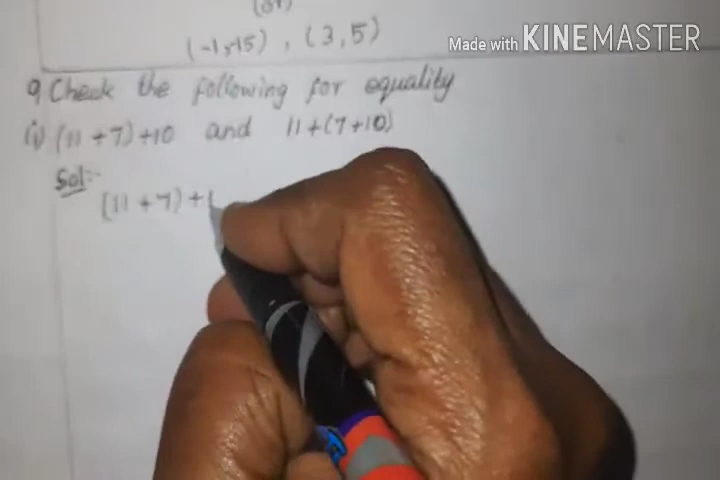 (or)
(-1,-15) , (3,5)
Made with KINEMASTER
9 Check the following for equality
i) (11 + 7) + 10 and 11 + (7 + 10)
Sol:-
(11 + 7) + 1